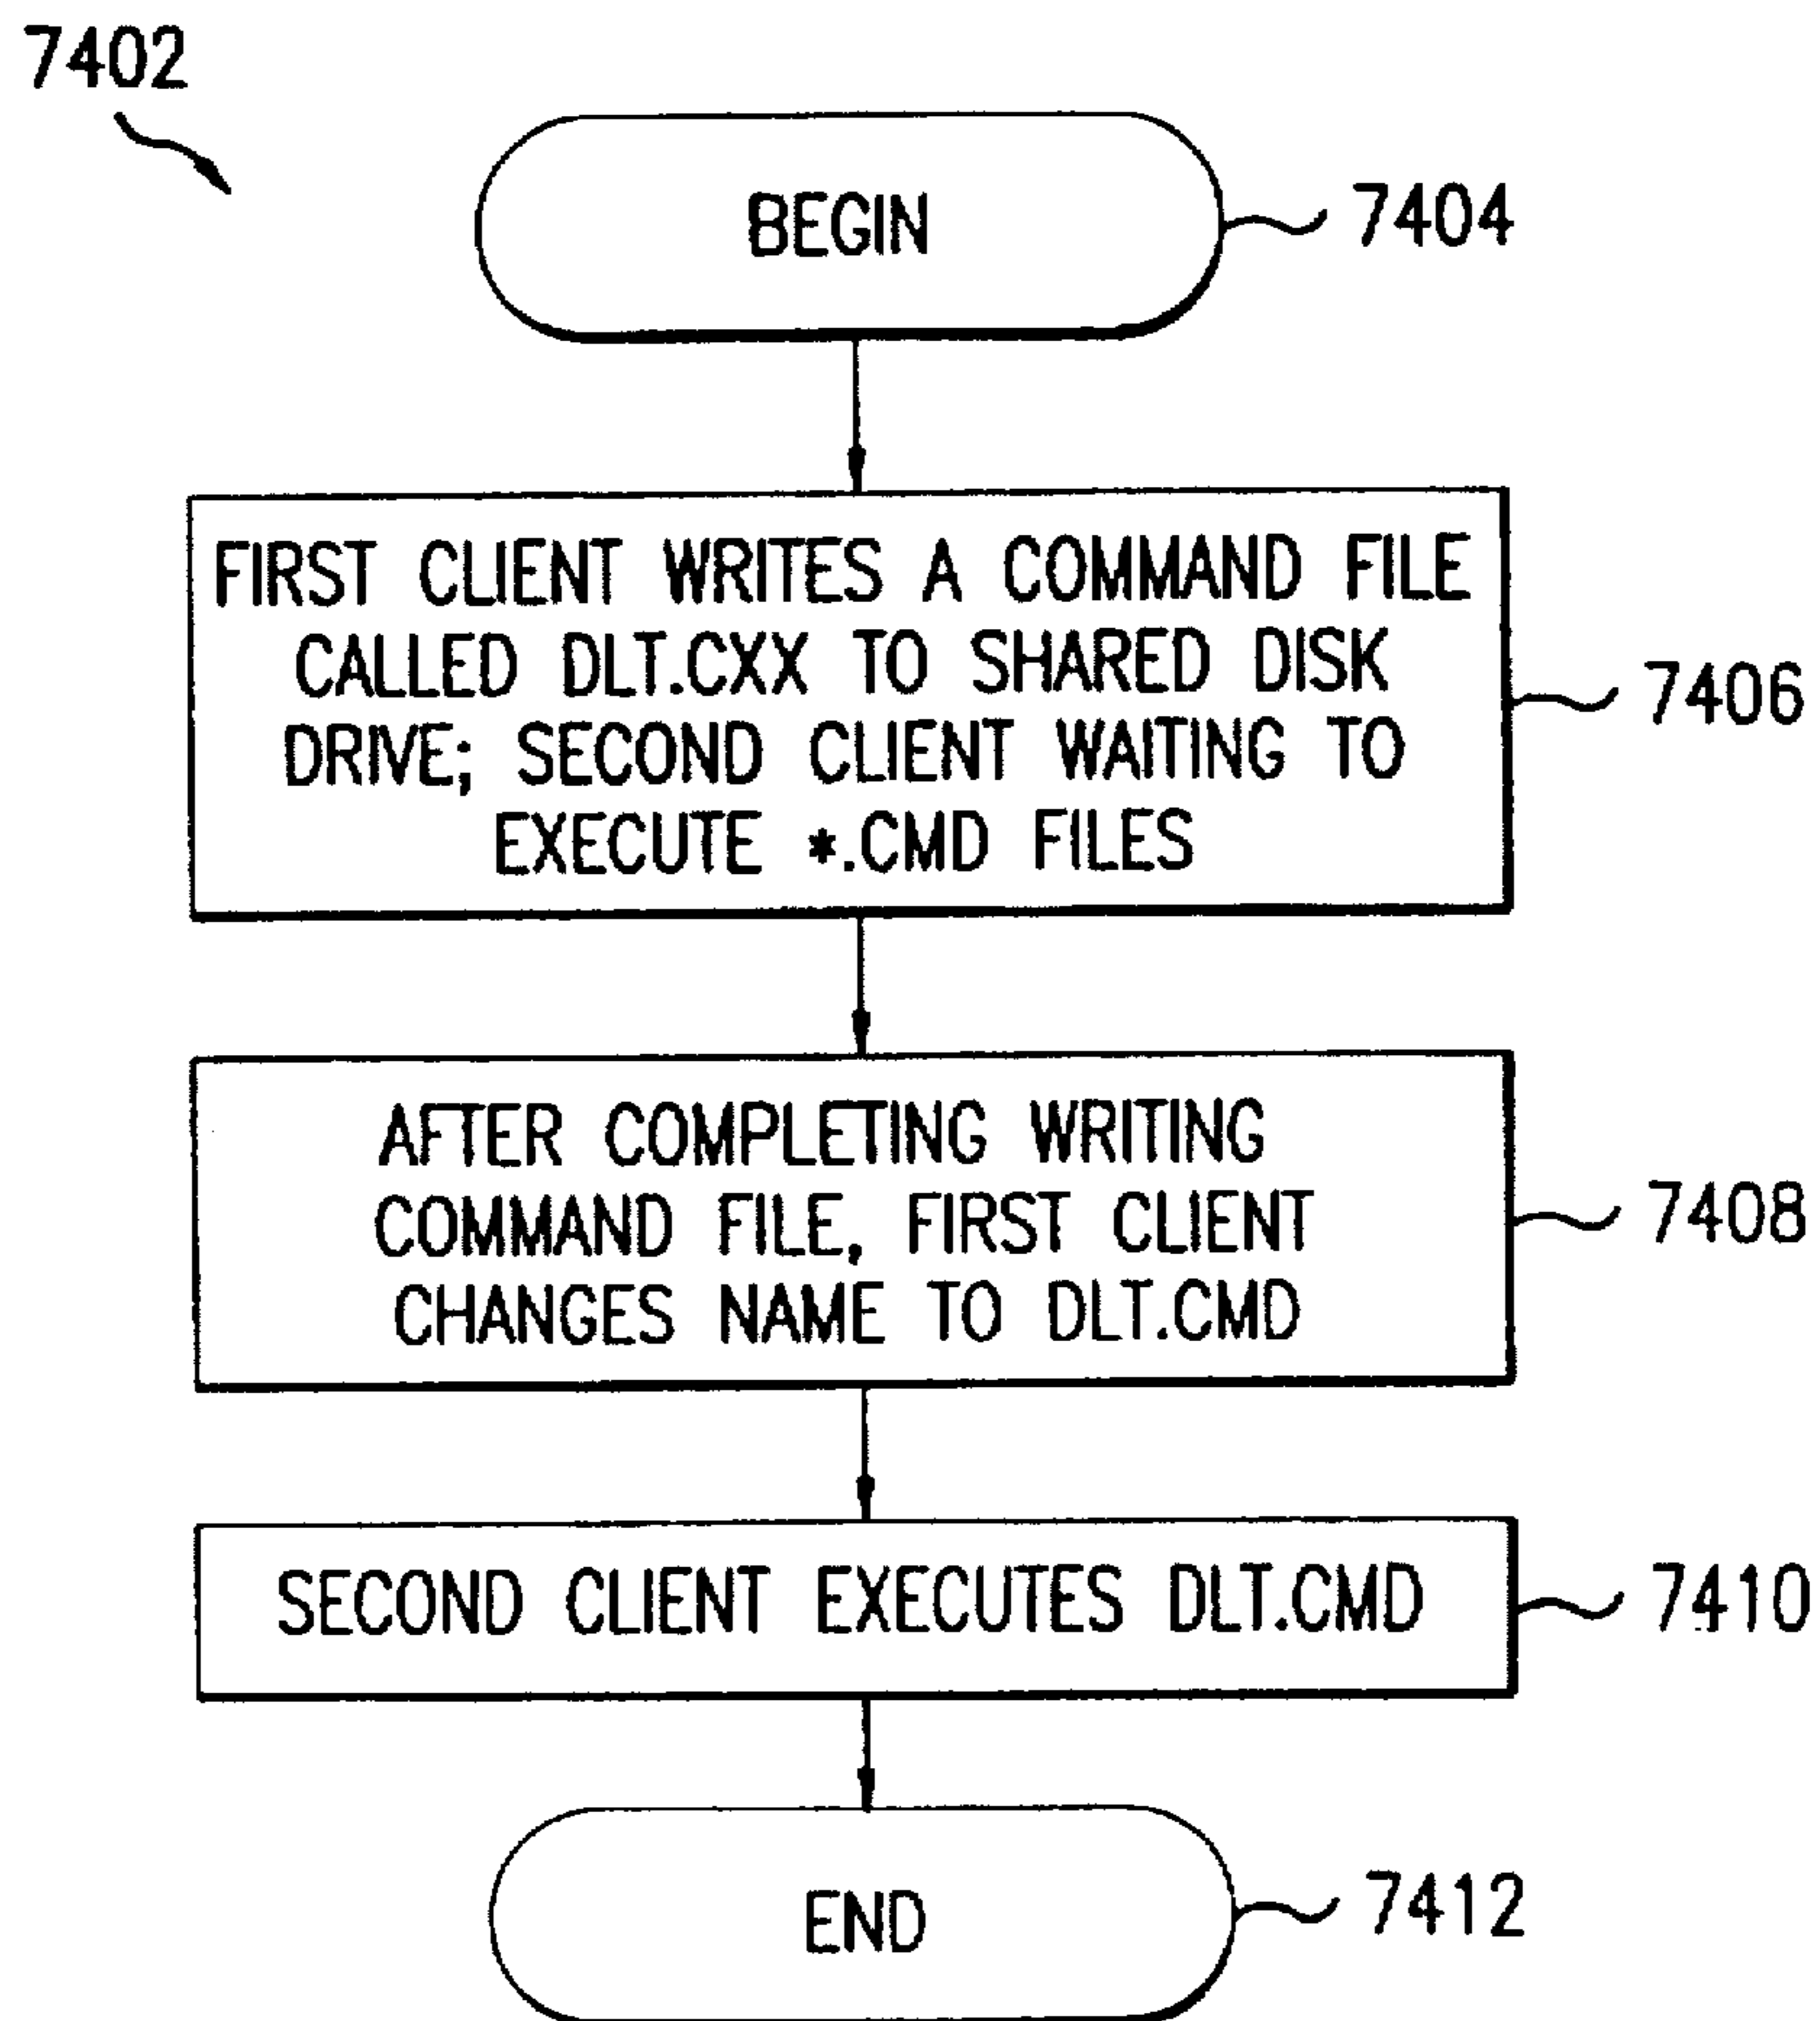 7402
BEGIN
7404
FIRST CLIENT WRITES A COMMAND FILE
CALLED DLT.CXX TO SHARED DISK
DRIVE; SECOND CLIENT WAITING TO
EXECUTE *.CMD FILES
7406
AFTER COMPLETING WRITING
COMMAND FILE, FIRST CLIENT
CHANGES NAME TO DLT.CMD
7408
SECOND CLIENT EXECUTES DLT.CMD
7410
END
7412